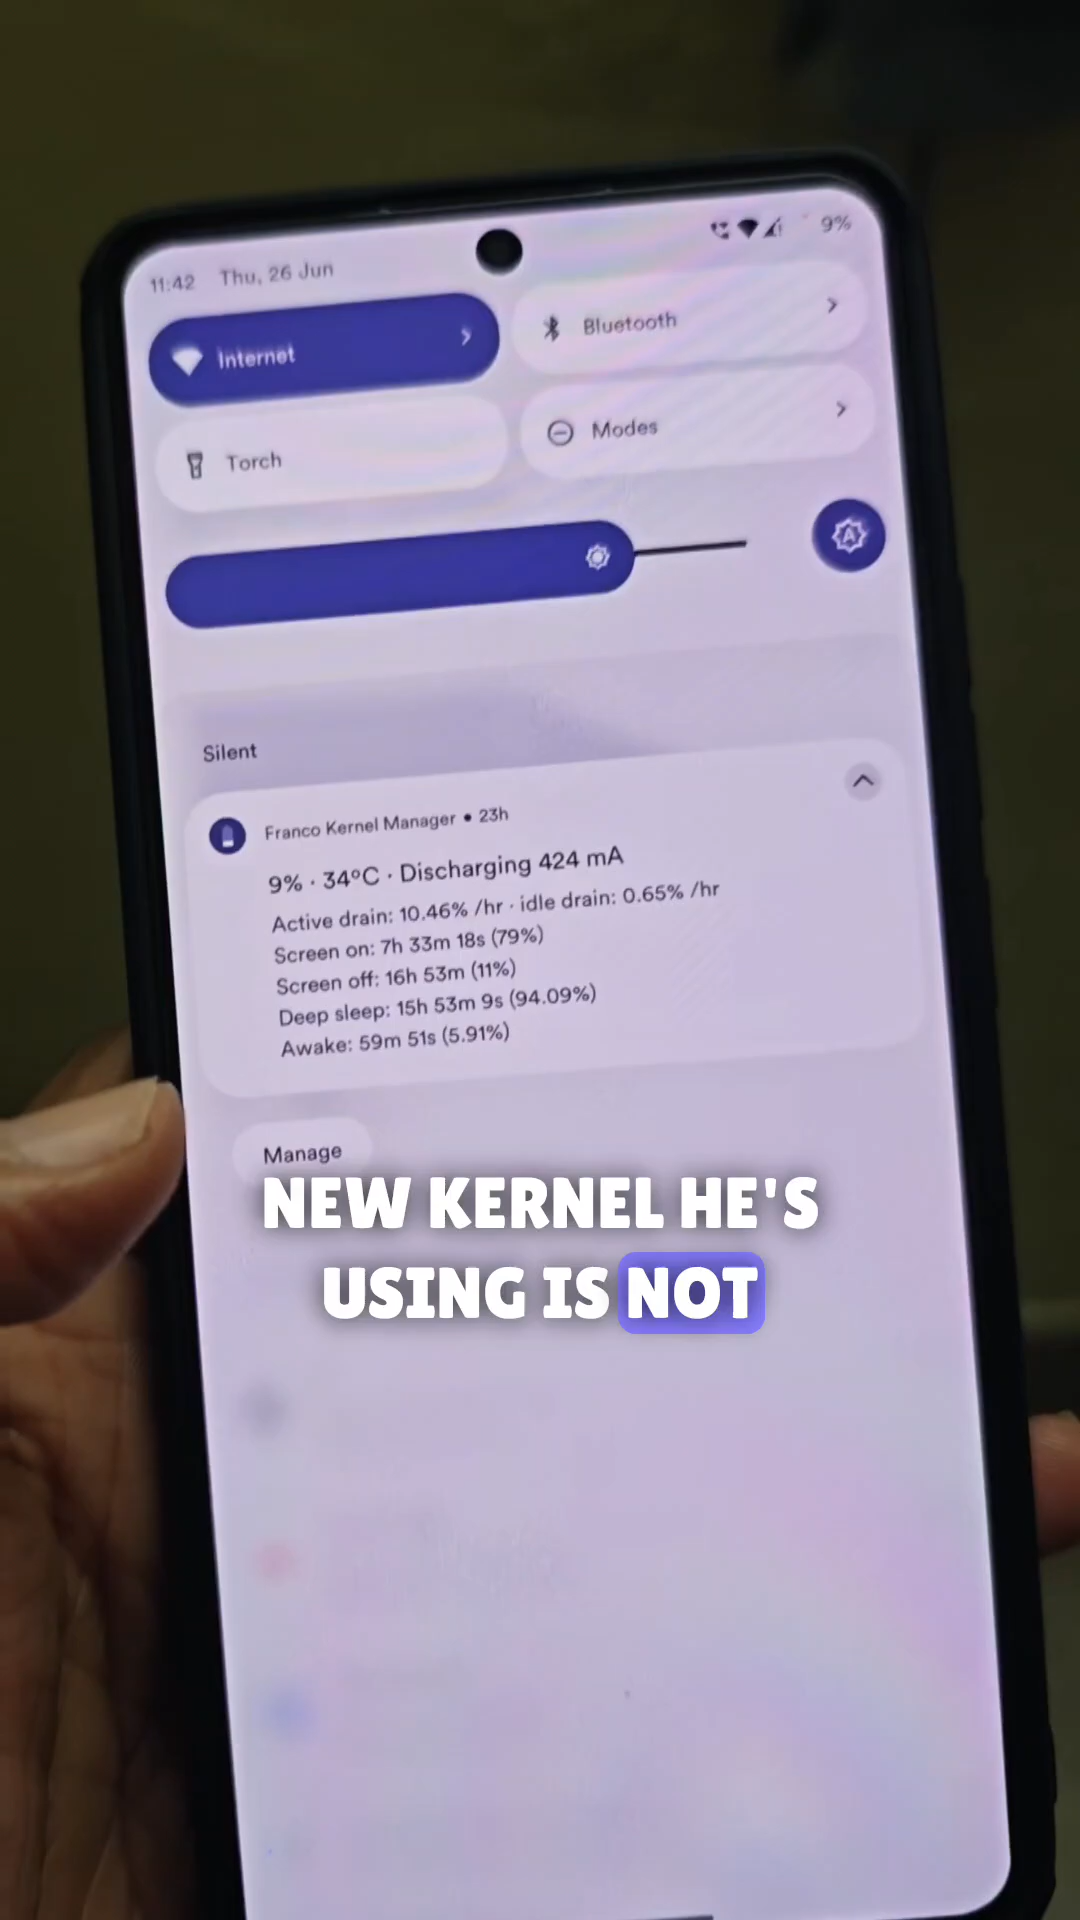 11:42 Thu, 26 Jun 9%
Internet
Bluetooth
Torch
Modes
A
Silent
Franco Kernel Manager • 23h
9% · 34°C · Discharging 424 mA
Active drain: 10.46% /hr · idle drain: 0.65% /hr
Screen on: 7h 33m 18s (79%)
Screen off: 16h 53m (11%)
Deep sleep: 15h 53m 9s (94.09%)
Awake: 59m 51s (5.91%)
Manage
NEW KERNEL HE'S
USING IS NOT